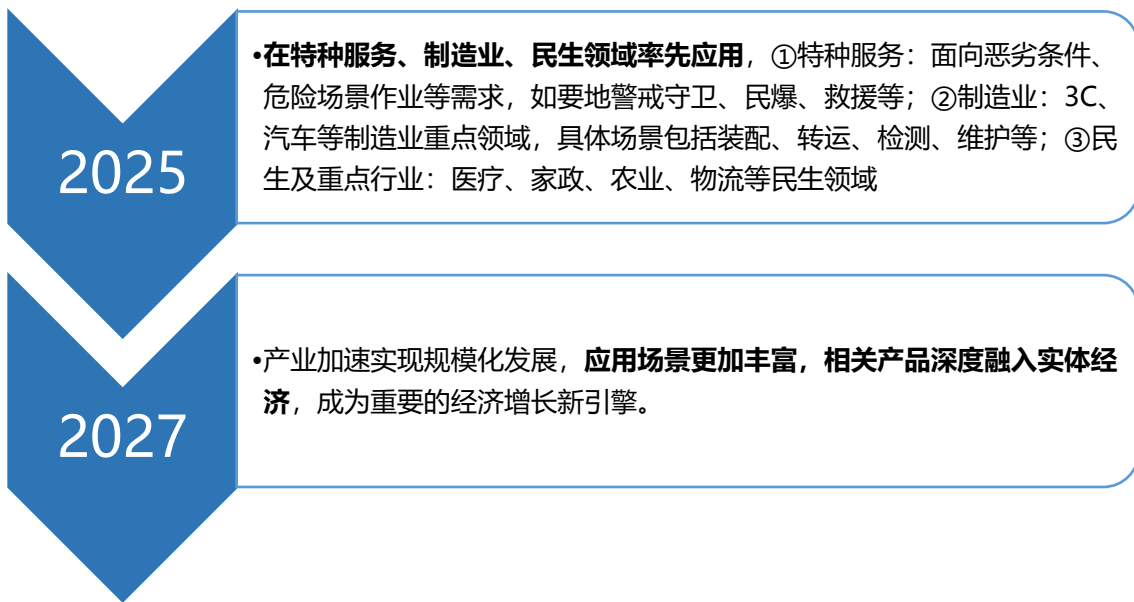 2025
•在特种服务、制造业、民生领域率先应用，①特种服务：面向恶劣条件、
危险场景作业等需求，如要地警戒守卫、民爆、救援等；②制造业：3C、
汽车等制造业重点领域，具体场景包括装配、转运、检测、维护等；③民
生及重点行业：医疗、家政、农业、物流等民生领域
2027
•产业加速实现规模化发展，应用场景更加丰富，相关产品深度融入实体经
济，成为重要的经济增长新引擎。